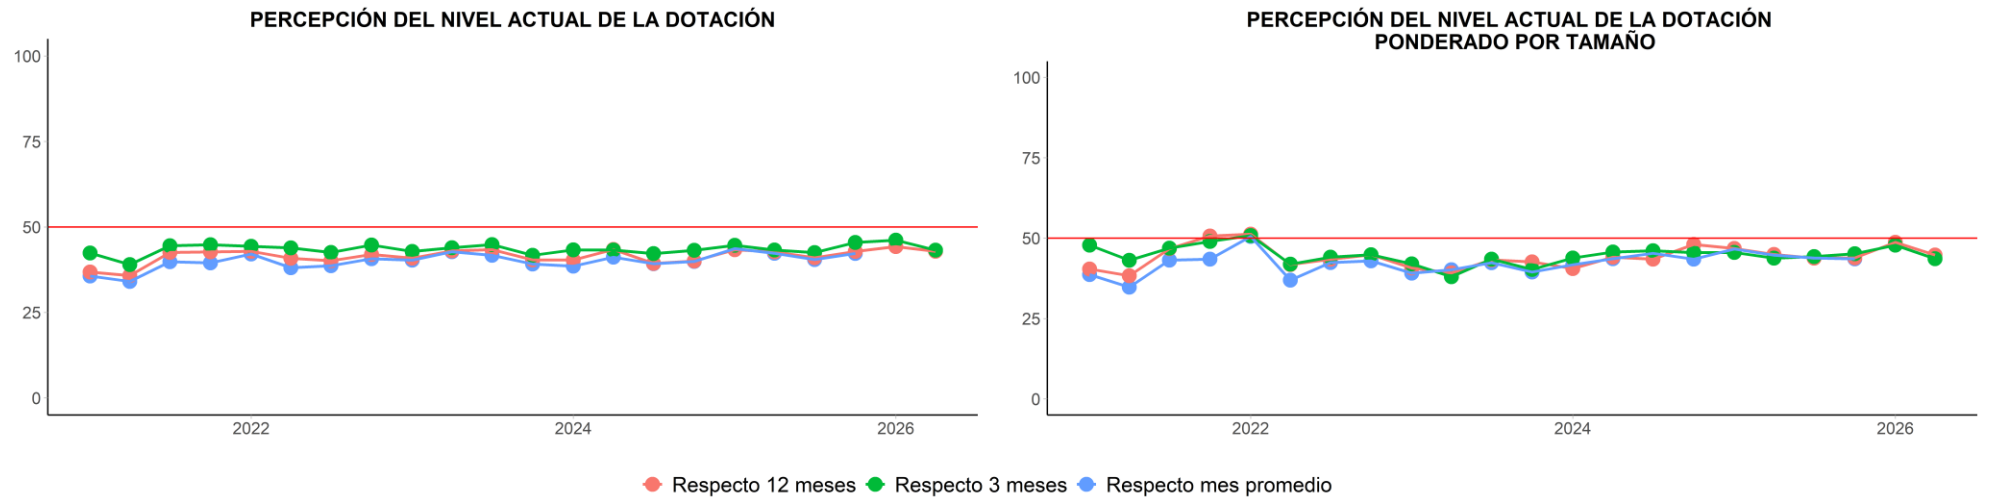 PERCEPCIÓN DEL NIVEL ACTUAL DE LA DOTACIÓN
100
75
50
25
0
2022
2024
2026
PERCEPCIÓN DEL NIVEL ACTUAL DE LA DOTACIÓN
PONDERADO POR TAMAÑO
100
75
50
25
0
2022
2024
2026
Respecto 12 meses
Respecto 3 meses
Respecto mes promedio